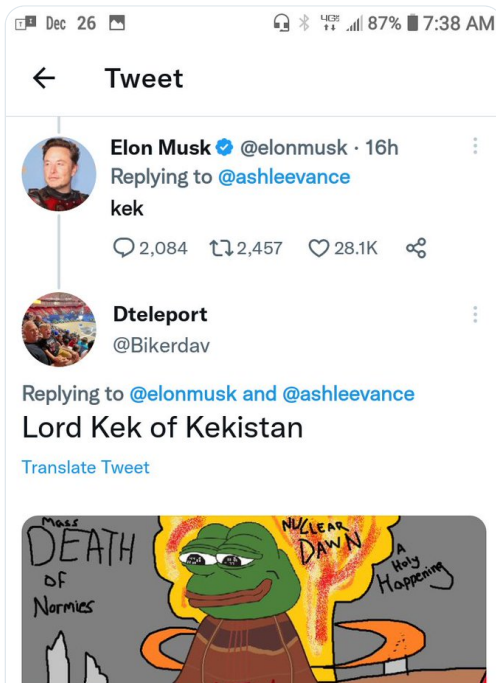 Dec 26 87% 7:38 AM
Tweet
Elon Musk @elonmusk · 16h
Replying to @ashleevance
kek
2,084 2,457 28.1K
Dteleport
@Bikerdav
Replying to @elonmusk and @ashleevance
Lord Kek of Kekistan
Translate Tweet
Mass
DEATH
OF
Normies
NUCLEAR
DAWN
A
Holy
Happening